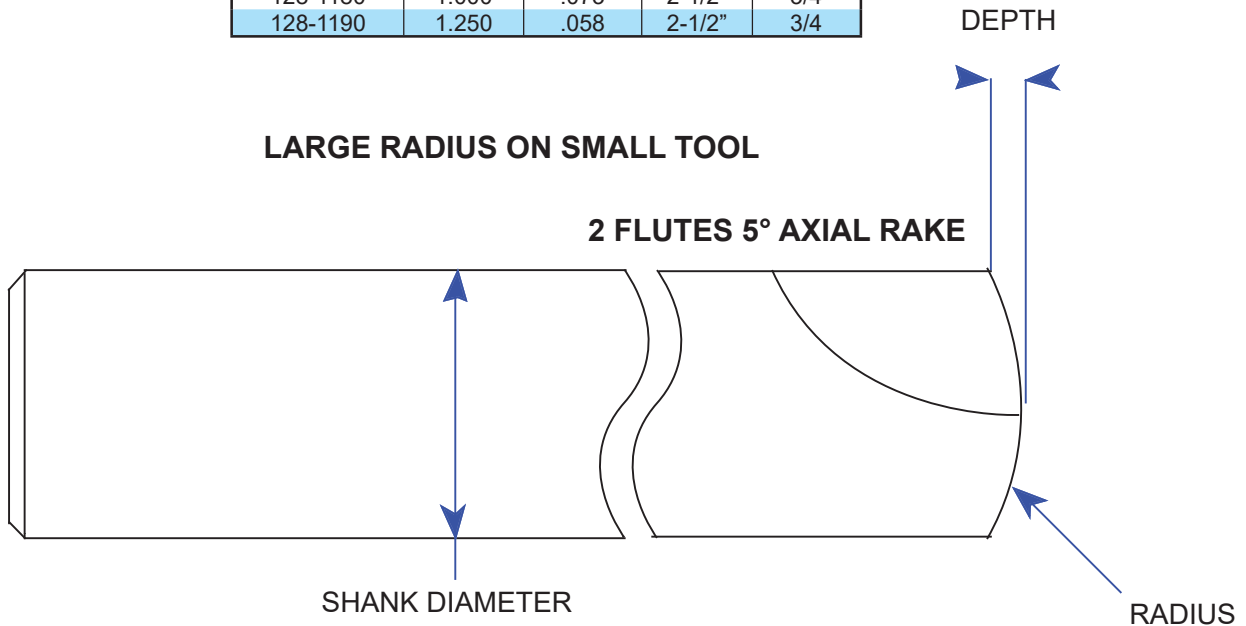 128-1190 1.250 .058 2-1/2” 3/4
DEPTH
LARGE RADIUS ON SMALL TOOL
2 FLUTES 5° AXIAL RAKE
SHANK DIAMETER
RADIUS